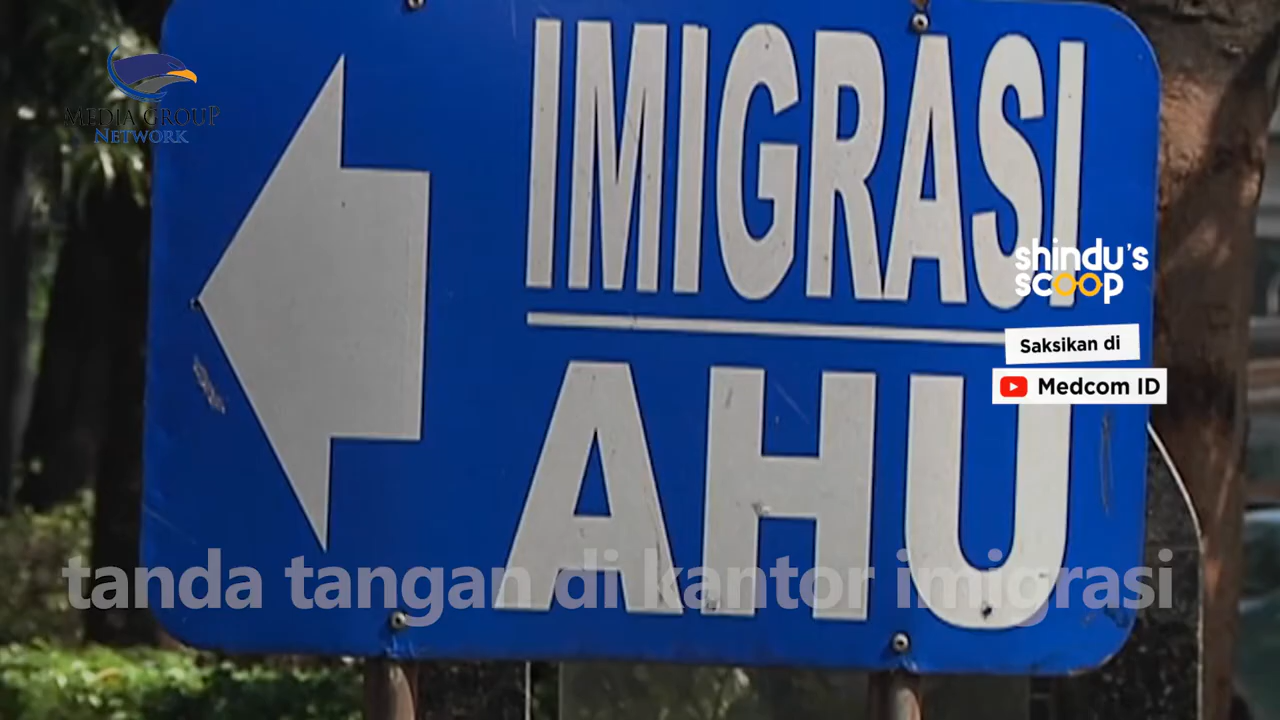 MEDIA GROUP
NETWORK
IMIGRASI
AHU
shindu's
scoop
Saksikan di
Medcom ID
tanda tangan di kantor imigrasi